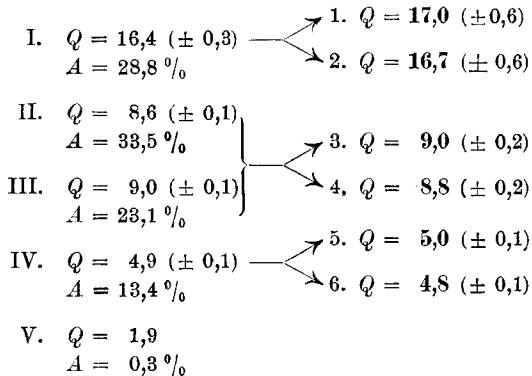 1. Q = 17,0 (±0,6)
I. Q = 16,4 (± 0,3)
2. Q = 16,7 (± 0,6)
A = 28,8 %
II. Q = 8,6 (± 0,1)
A = 33,5 %
3. Q = 9,0 (± 0,2)
III. Q = 9,0 (± 0,1)
4. Q = 8,8 (± 0,2)
A = 23,1 %
5. Q = 5,0 (± 0,1)
IV. Q = 4,9 (± 0,1)
6. Q = 4,8 (± 0,1)
A = 13,4 %
V. Q = 1,9
A = 0,3 %